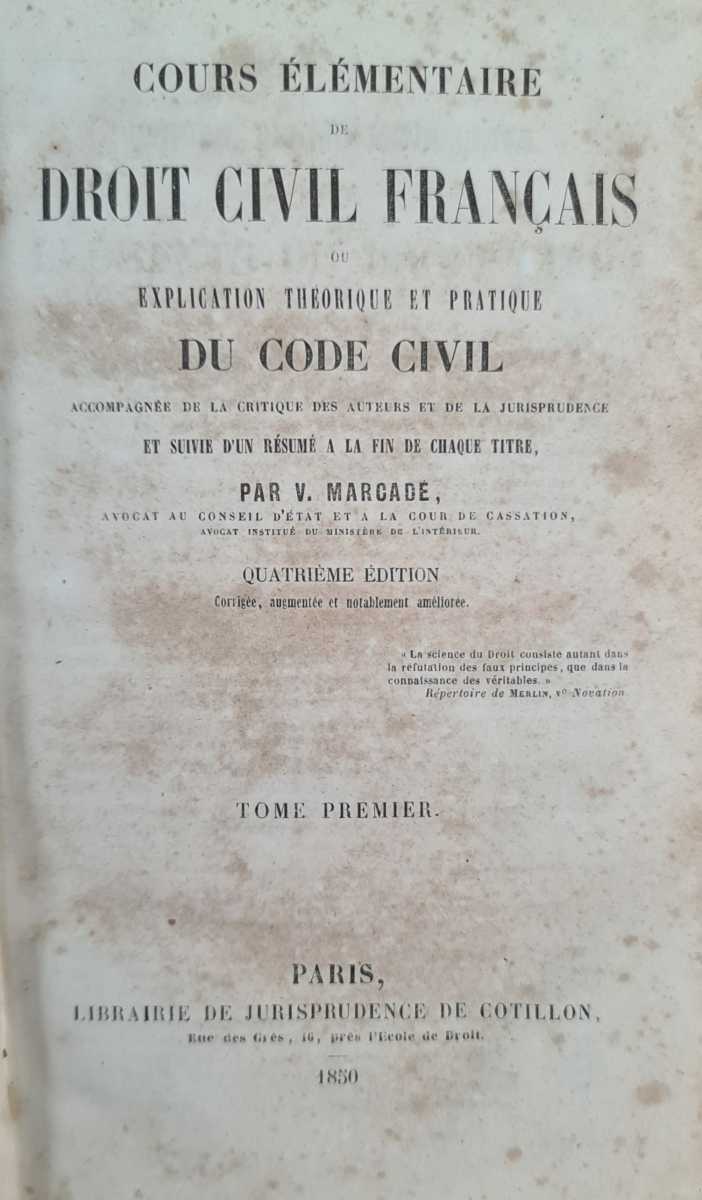 COURS ÉLÉMENTAIRE
DE
DROIT CIVIL FRANÇAIS
OU
EXPLICATION THÉORIQUE ET PRATIQUE
DU CODE CIVIL
ACCOMPAGNÉE DE LA CRITIQUE DES AUTEURS ET DE LA JURISPRUDENCE
ET SUIVIE D'UN RÉSUMÉ A LA FIN DE CHAQUE TITRE,
PAR V. MARCADÉ,
AVOCAT AU CONSEIL D'ÉTAT ET A LA COUR DE CASSATION,
AVOCAT INSTITUÉ DU MINISTÈRE DE L'INTÉRIEUR.
QUATRIÈME ÉDITION
Corrigée, augmentée et notablement améliorée.
« La science du Droit consiste autant dans
la réfutation des faux principes, que dans la
connaissance des véritables. »
Répertoire de MERLIN, vº Novation
TOME PREMIER.
PARIS,
LIBRAIRIE DE JURISPRUDENCE DE COTILLON,
Rue des Grés, 16, près l'École de Droit.
1850